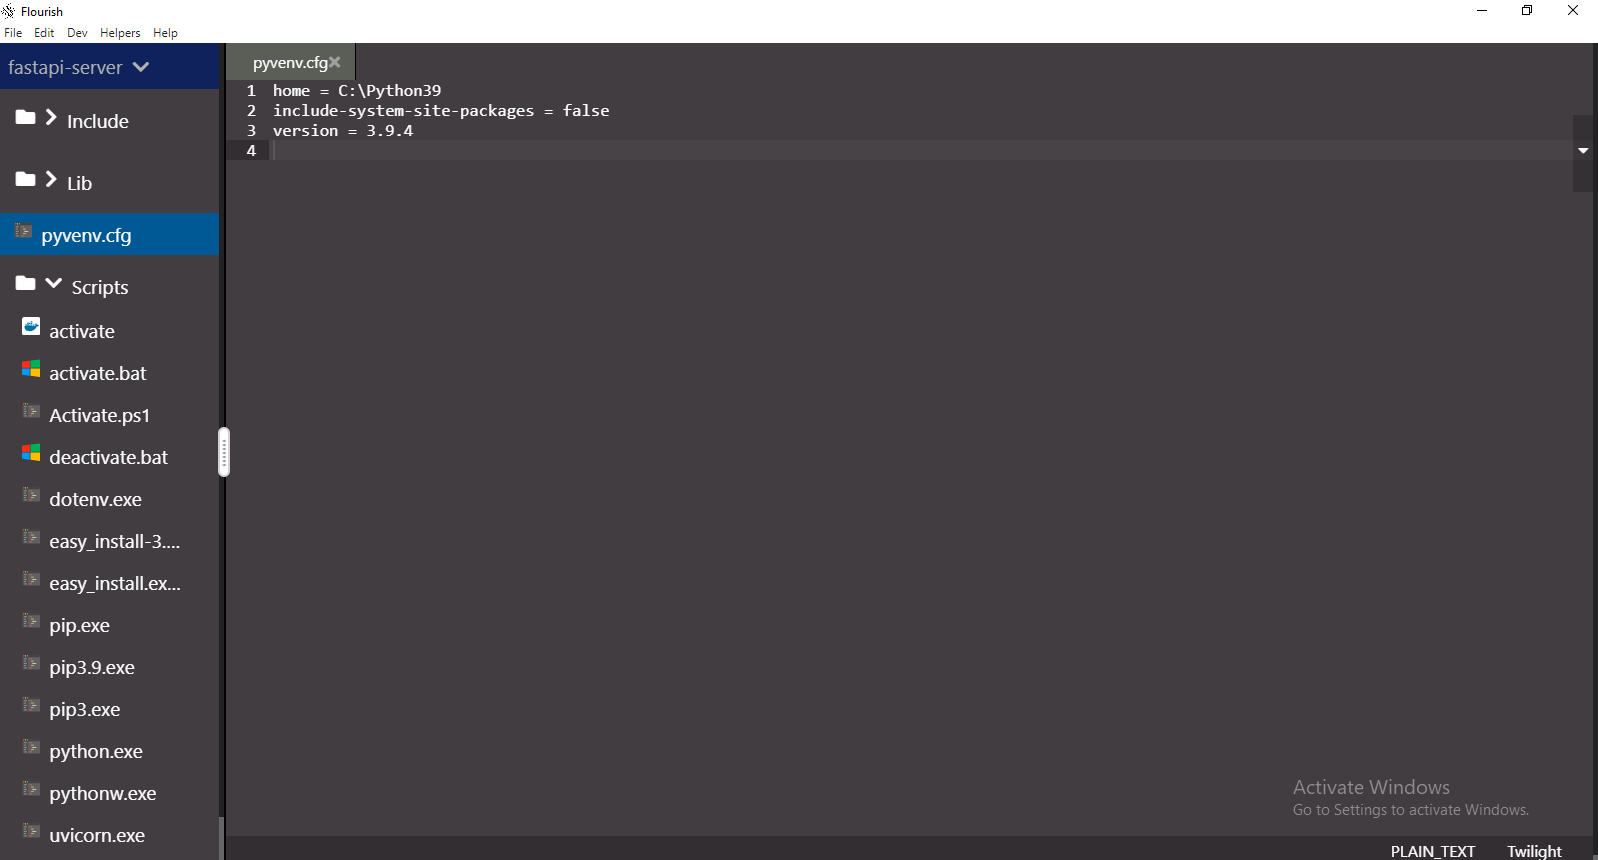 Flourish
File Edit Dev Helpers Help
fastapi-server
Include
Lib
pyvenv.cfg
Scripts
activate
activate.bat
Activate.ps1
deactivate.bat
dotenv.exe
easy_install-3....
easy_install.ex...
pip.exe
pip3.9.exe
pip3.exe
python.exe
pythonw.exe
uvicorn.exe
pyvenv.cfg
1 home = C:\Python39
2 include-system-site-packages = false
3 version = 3.9.4
4
Activate Windows
Go to Settings to activate Windows.
PLAIN_TEXT Twilight